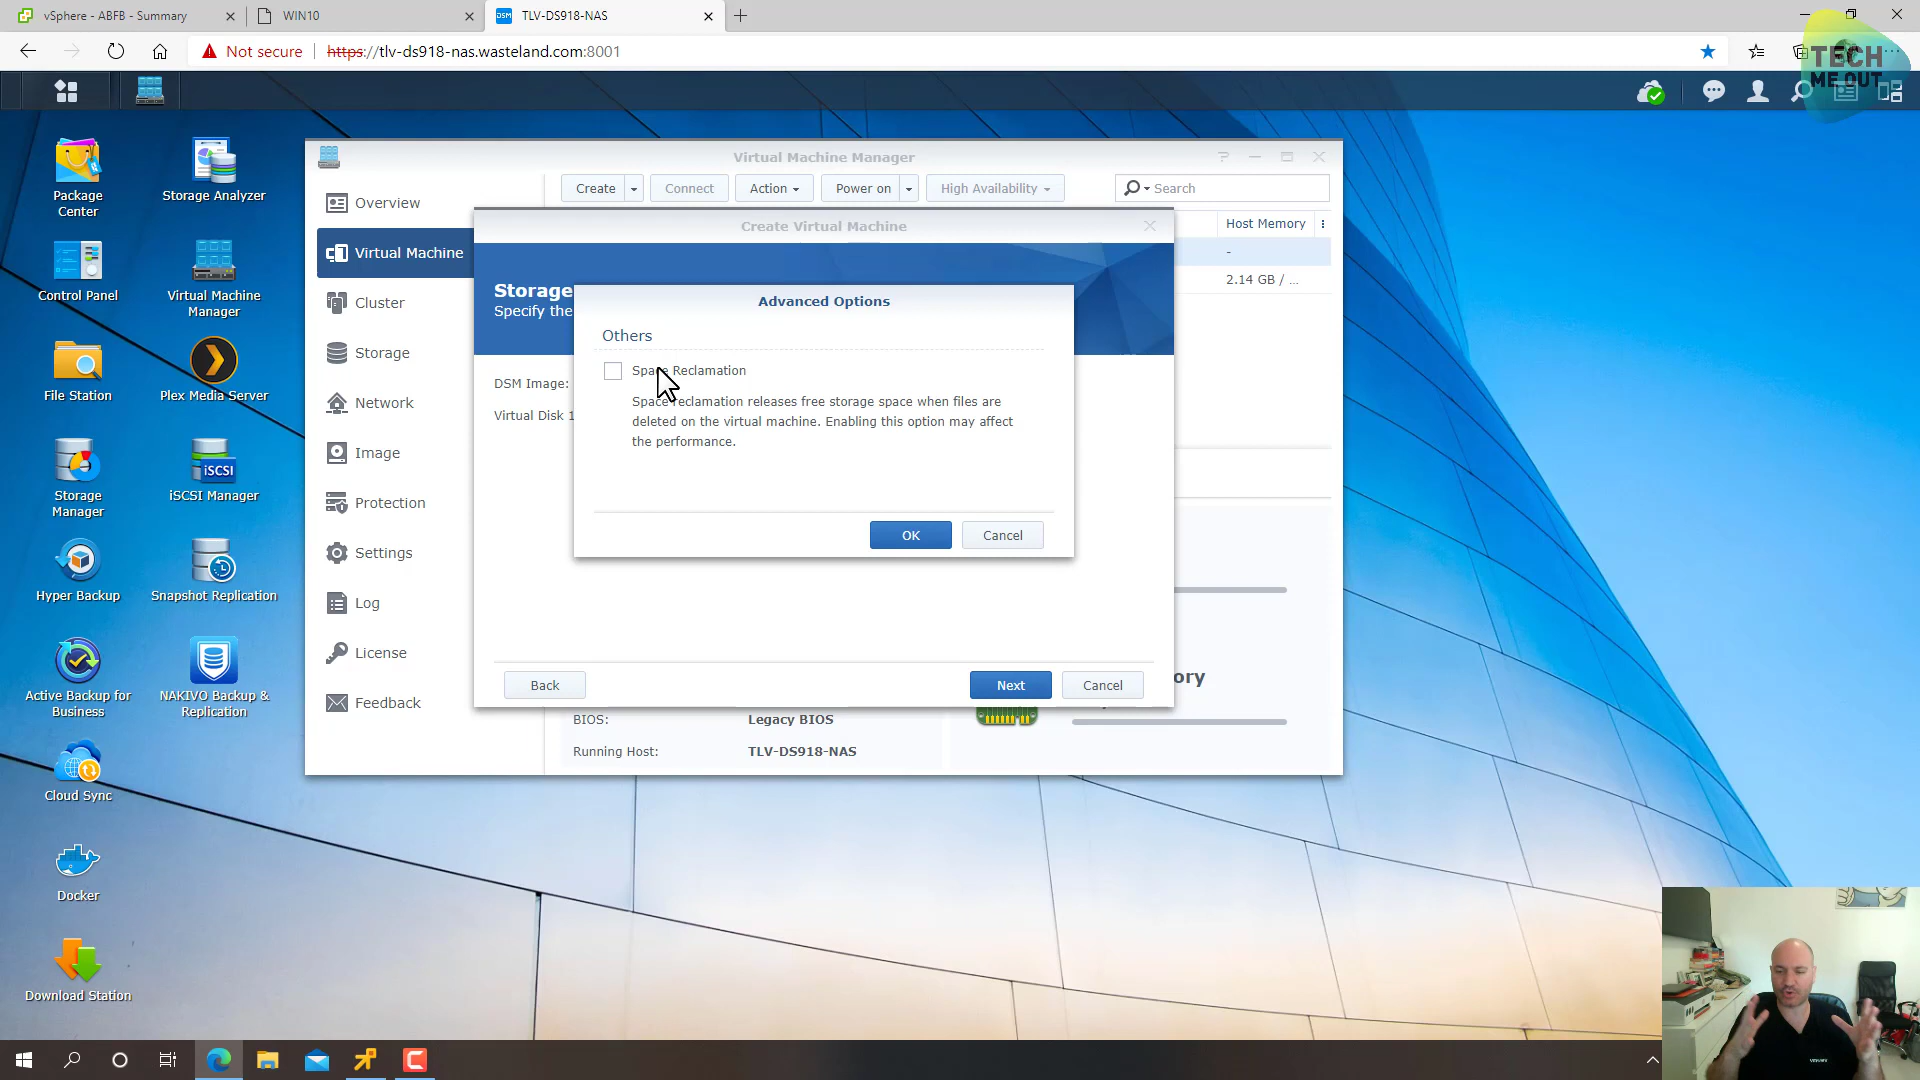 vSphere - ABFB - Summary
WIN10
DSM
TLV-DS918-NAS
Not secure
https://tlv-ds918-nas.wasteland.com:8001
TECH
ME OUT
Package
Center
Storage Analyzer
Control Panel
Virtual Machine
Manager
File Station
Plex Media Server
Storage
Manager
iSCSI
iSCSI Manager
Hyper Backup
Snapshot Replication
Active Backup for
Business
NAKIVO Backup &
Replication
Cloud Sync
Docker
Download Station
Virtual Machine Manager
Overview
Virtual Machine
Cluster
Storage
Network
Image
Protection
Settings
Log
License
Feedback
Create
Connect
Action
Power on
High Availability
Search
Host Memory
-
2.14 GB / ...
Create Virtual Machine
Storage
Specify the
DSM Image:
Virtual Disk 1
Advanced Options
Others
Space Reclamation
Space reclamation releases free storage space when files are
deleted on the virtual machine. Enabling this option may affect
the performance.
OK
Cancel
Back
Next
Cancel
ory
BIOS:
Legacy BIOS
Running Host:
TLV-DS918-NAS